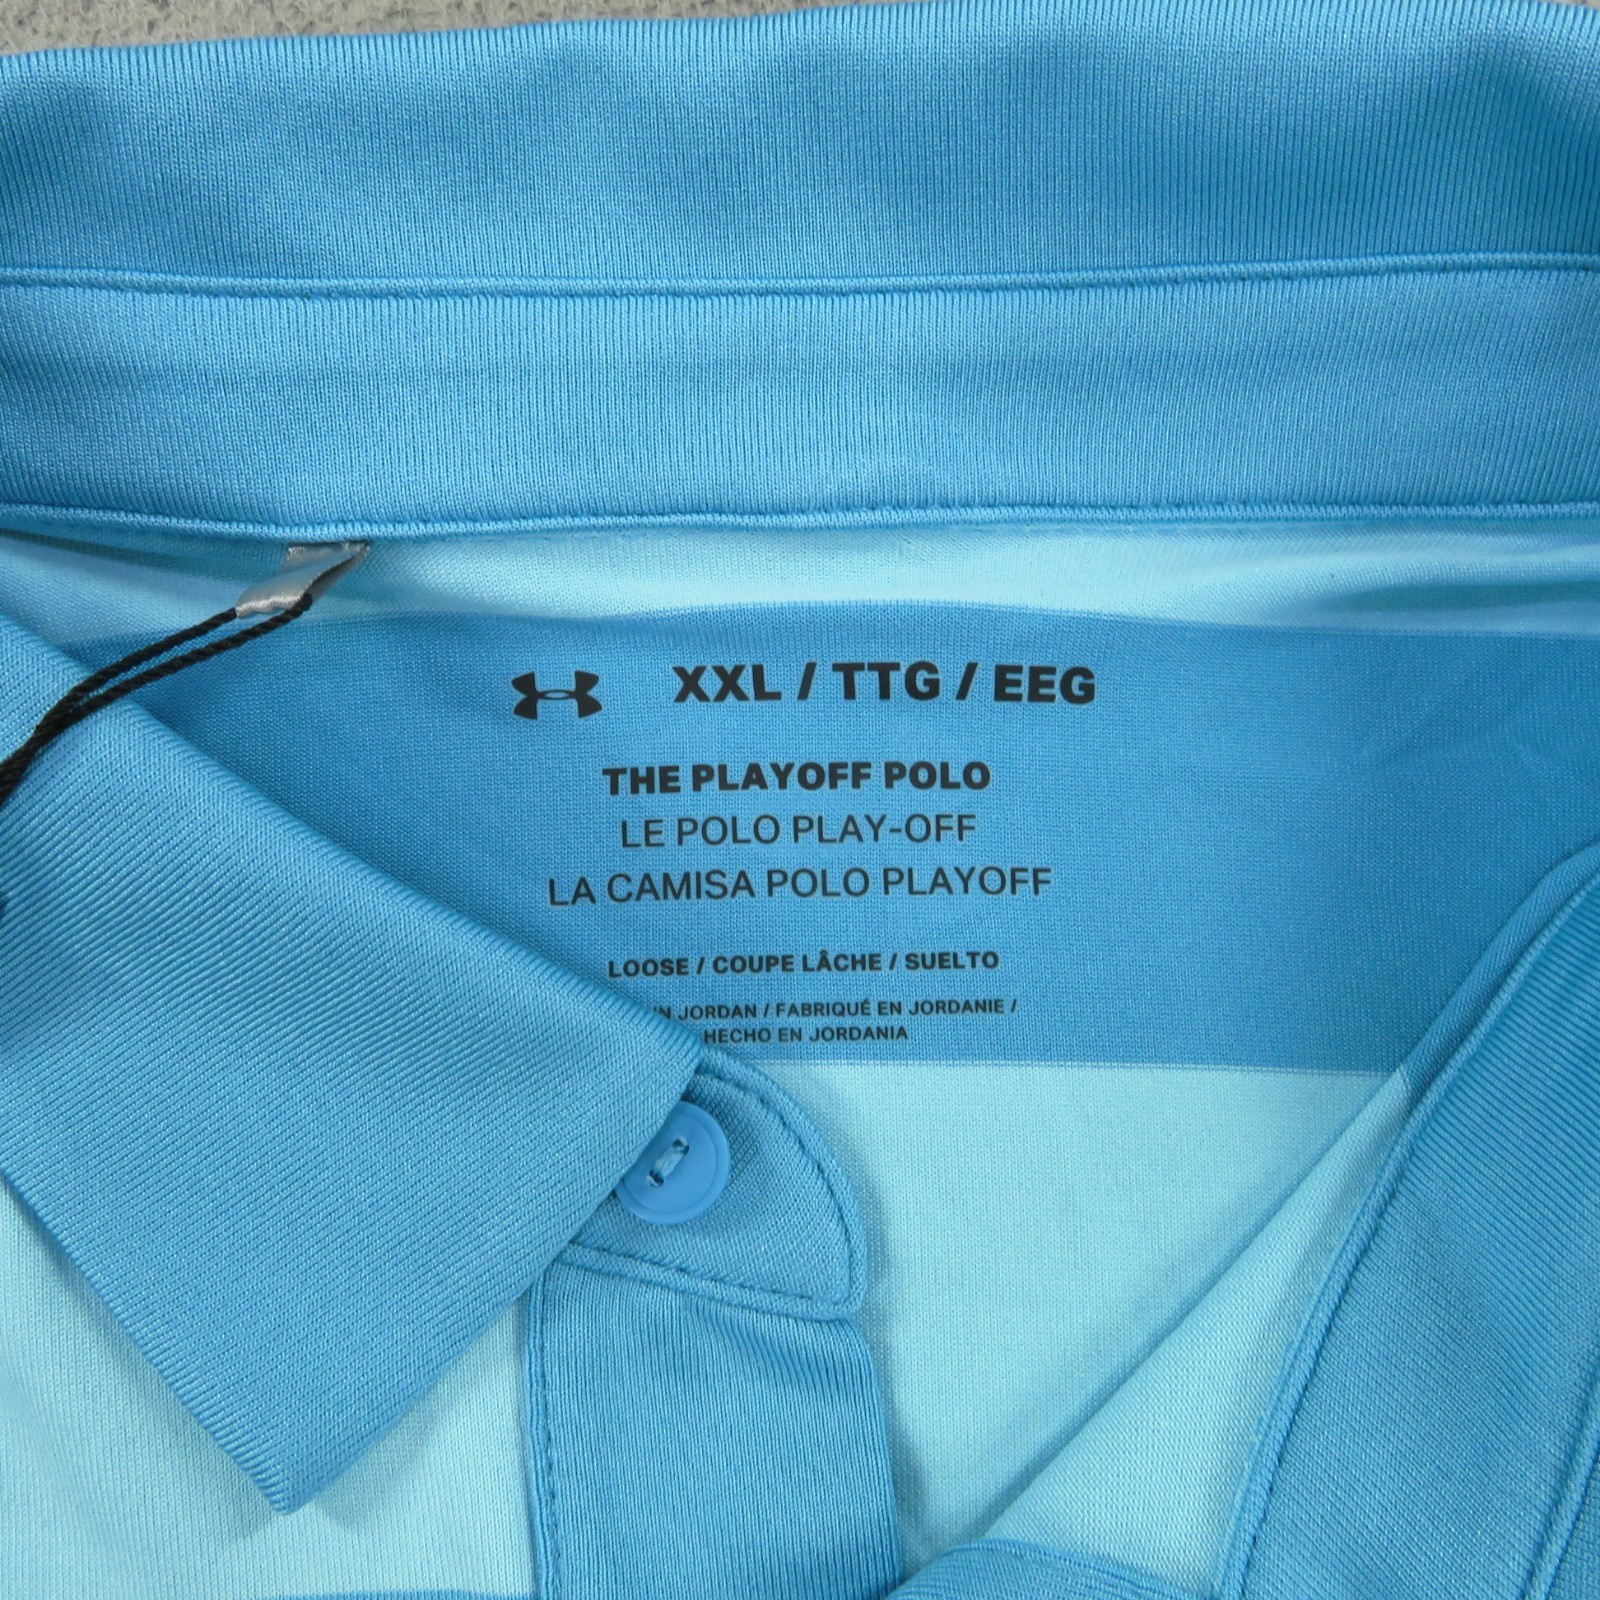 XXL / TTG / EEG
THE PLAYOFF POLO
LE POLO PLAY-OFF
LA CAMISA POLO PLAYOFF
LOOSE / COUPE LÂCHE / SUELTO
IN JORDAN / FABRIQUÉ EN JORDANIE /
HECHO EN JORDANIA